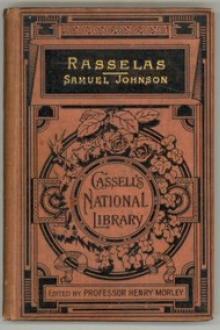 RASSELAS
SAMUEL JOHNSON
CASSELL'S
NATIONAL
LIBRARY
EDITED BY PROFESSOR HENRY MORLEY